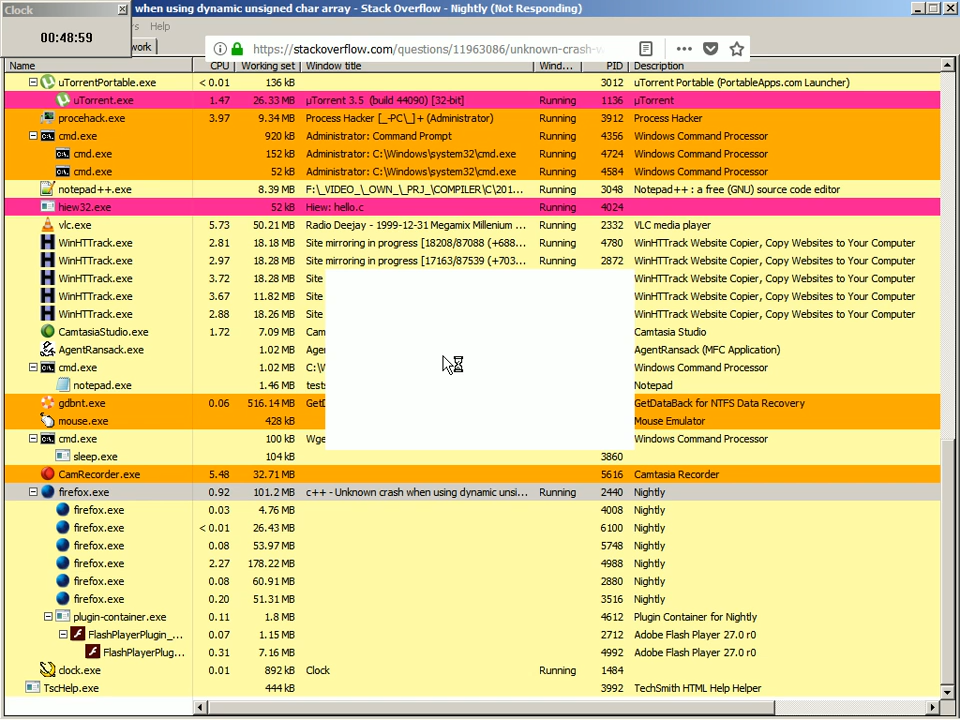 Clock
when using dynamic unsigned char array - Stack Overflow - Nightly (Not Responding)
00:48:59
Help
https://stackoverflow.com/questions/11963086/unknown-crash-w
Name CPU Working set Window title Wind... PID Description
uTorrentPortable.exe < 0.01 136 kB 3012 uTorrent Portable (PortableApps.com Launcher)
uTorrent.exe 1.47 26.33 MB µTorrent 3.5 (build 44090) [32-bit] Running 1136 µTorrent
procehack.exe 3.97 9.34 MB Process Hacker [_-PC\_]+ (Administrator) Running 3912 Process Hacker
cmd.exe 920 kB Administrator: Command Prompt Running 4356 Windows Command Processor
cmd.exe 152 kB Administrator: C:\Windows\system32\cmd.exe Running 4724 Windows Command Processor
cmd.exe 52 kB Administrator: C:\Windows\system32\cmd.exe Running 4584 Windows Command Processor
notepad++.exe 8.39 MB F:\_VIDEO_\_OWN_\_PRJ_\COMPILER\C\201... Running 3048 Notepad++ : a free (GNU) source code editor
hiew32.exe 52 kB Hiew: hello.c Running 4024
vlc.exe 5.73 50.21 MB Radio Deejay - 1999-12-31 Megamix Millenium ... Running 2332 VLC media player
WinHTTrack.exe 2.81 18.18 MB Site mirroring in progress [18208/87088 (+688... Running 4780 WinHTTrack Website Copier, Copy Websites to Your Computer
WinHTTrack.exe 2.97 18.28 MB Site mirroring in progress [17163/87539 (+703... Running 2872 WinHTTrack Website Copier, Copy Websites to Your Computer
WinHTTrack.exe 3.72 18.28 MB Site WinHTTrack Website Copier, Copy Websites to Your Computer
WinHTTrack.exe 3.67 11.82 MB Site WinHTTrack Website Copier, Copy Websites to Your Computer
WinHTTrack.exe 2.88 18.26 MB Site WinHTTrack Website Copier, Copy Websites to Your Computer
CamtasiaStudio.exe 1.72 7.09 MB Cam Camtasia Studio
AgentRansack.exe 1.02 MB Age AgentRansack (MFC Application)
cmd.exe 1.02 MB C:\W Windows Command Processor
notepad.exe 1.46 MB test Notepad
gdbnt.exe 0.06 516.14 MB GetD GetDataBack for NTFS Data Recovery
mouse.exe 428 kB Mouse Emulator
cmd.exe 100 kB Wge Windows Command Processor
sleep.exe 104 kB 3860
CamRecorder.exe 5.48 32.71 MB 5616 Camtasia Recorder
firefox.exe 0.92 101.2 MB c++ - Unknown crash when using dynamic unsi... Running 2440 Nightly
firefox.exe 0.03 4.76 MB 4008 Nightly
firefox.exe < 0.01 26.43 MB 6100 Nightly
firefox.exe 0.08 53.97 MB 5748 Nightly
firefox.exe 2.27 178.22 MB 4988 Nightly
firefox.exe 0.08 60.91 MB 2880 Nightly
firefox.exe 0.20 51.31 MB 3516 Nightly
plugin-container.exe 0.11 1.8 MB 4612 Plugin Container for Nightly
FlashPlayerPlugin_... 0.07 1.15 MB 2712 Adobe Flash Player 27.0 r0
FlashPlayerPlug... 0.31 7.16 MB 4992 Adobe Flash Player 27.0 r0
clock.exe 0.01 892 kB Clock Running 1484
TscHelp.exe 444 kB 3992 TechSmith HTML Help Helper